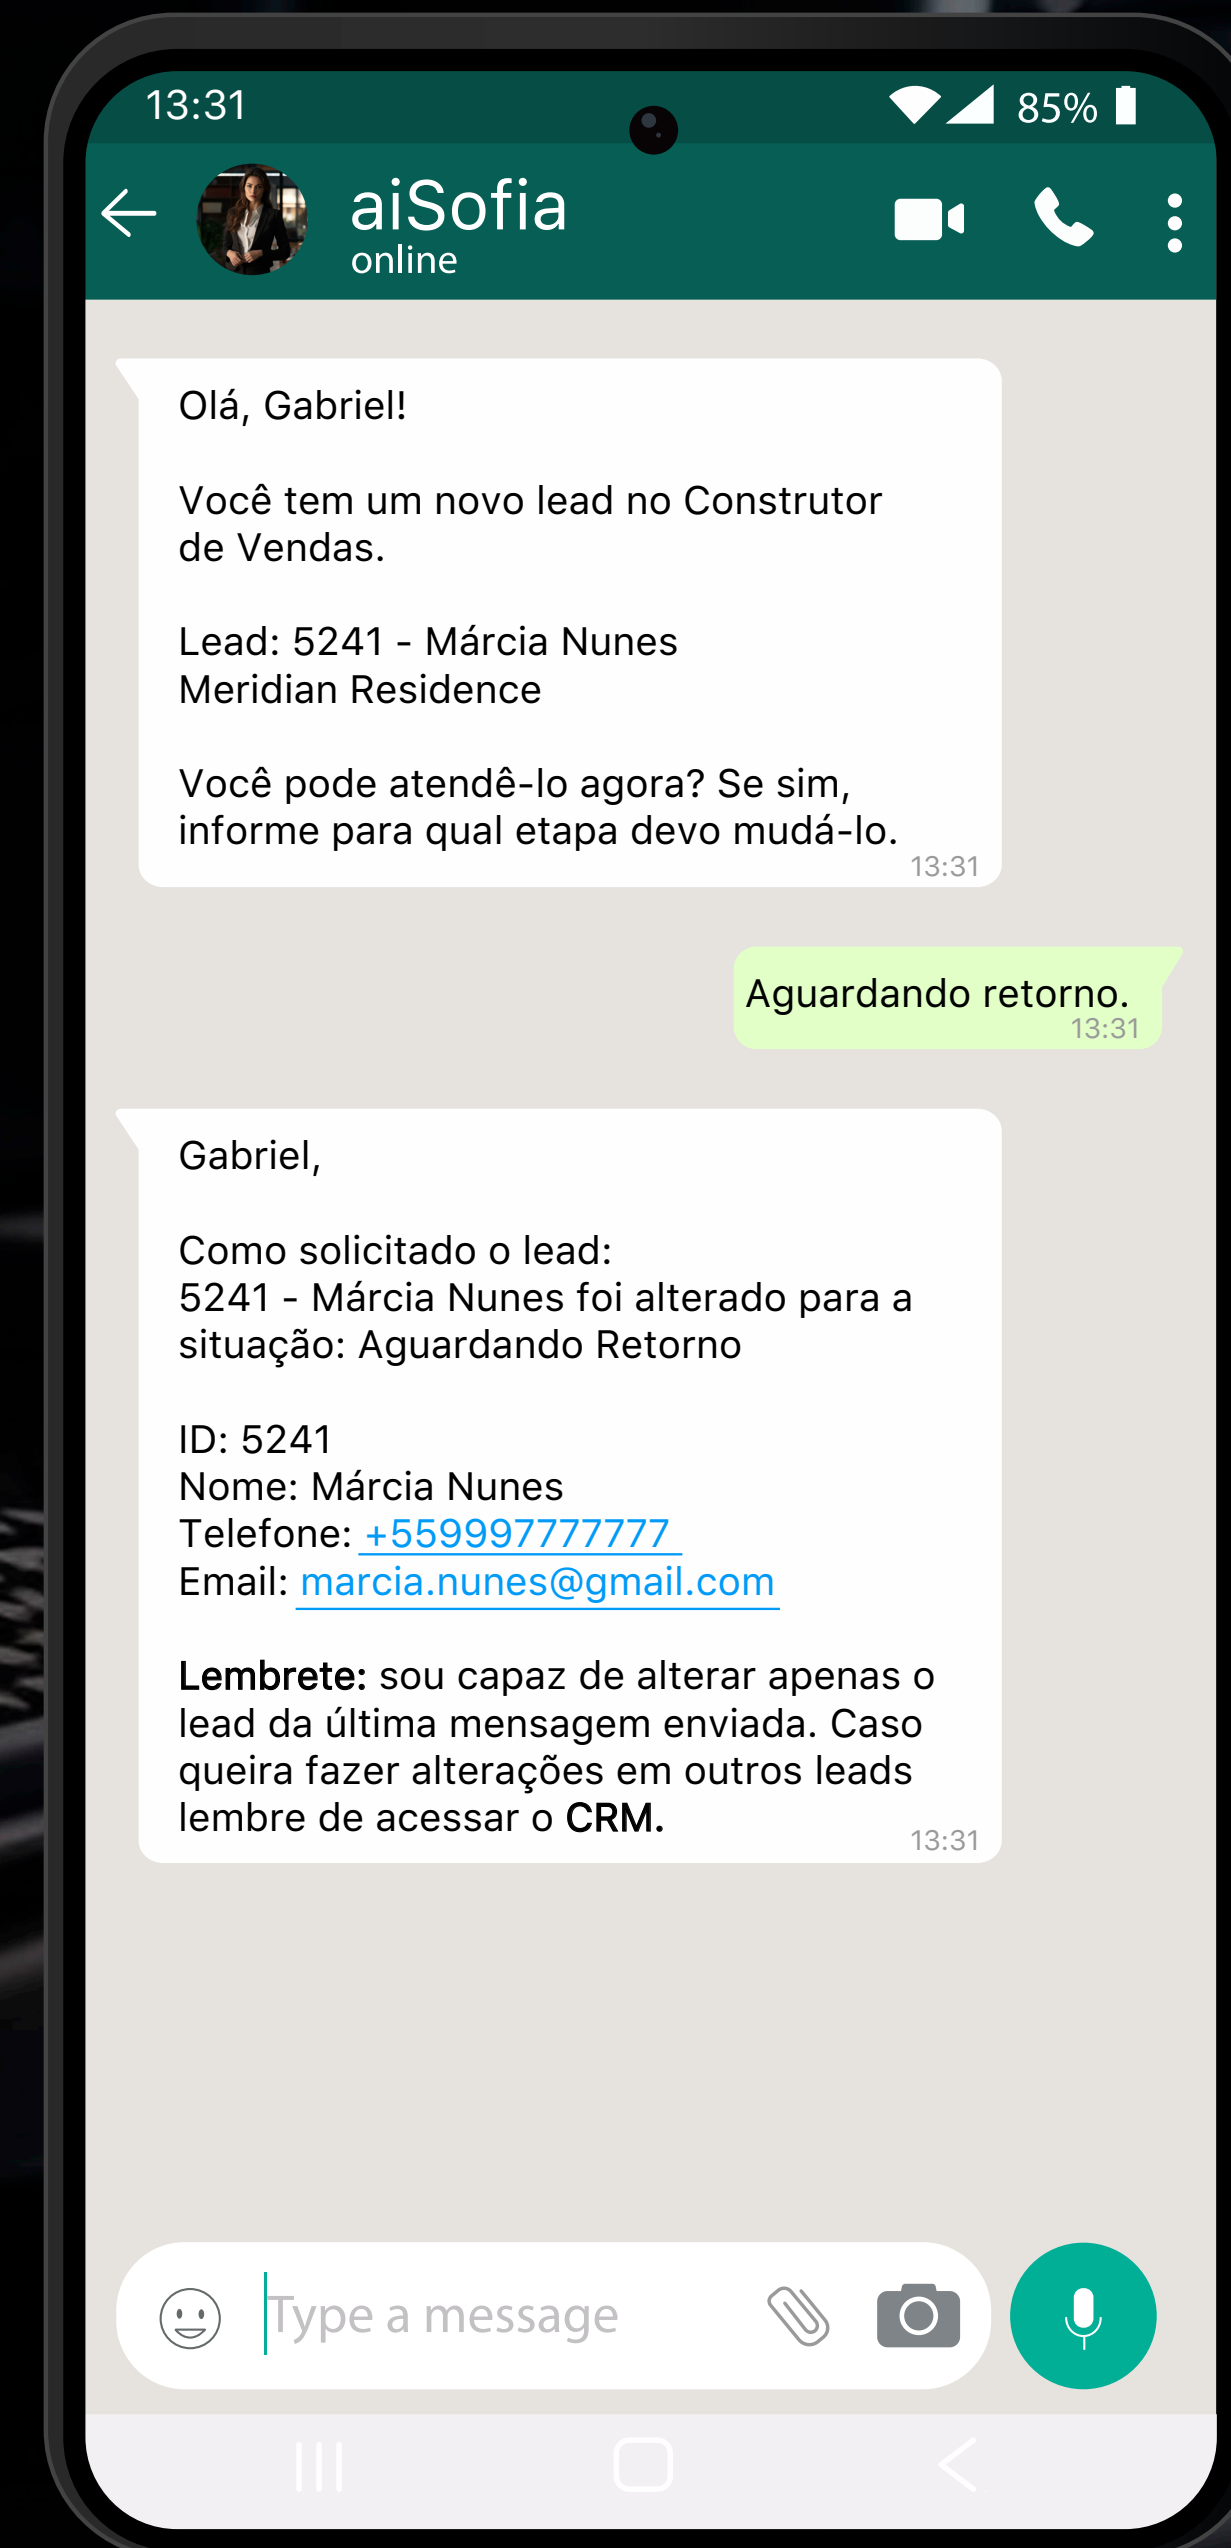 13:31
85%
aiSofia
online
Olá, Gabriel!
Você tem um novo lead no Construtor
de Vendas.
Lead: 5241 - Márcia Nunes
Meridian Residence
Você pode atendê-lo agora? Se sim,
informe para qual etapa devo mudá-lo.
13:31
Aguardando retorno.
13:31
Gabriel,
Como solicitado o lead:
5241 - Márcia Nunes foi alterado para a
situação: Aguardando Retorno
ID: 5241
Nome: Márcia Nunes
Telefone: +559997777777
Email: marcia.nunes@gmail.com
Lembrete: sou capaz de alterar apenas o
lead da última mensagem enviada. Caso
queira fazer alterações em outros leads
lembre de acessar o CRM.
13:31
Type a message